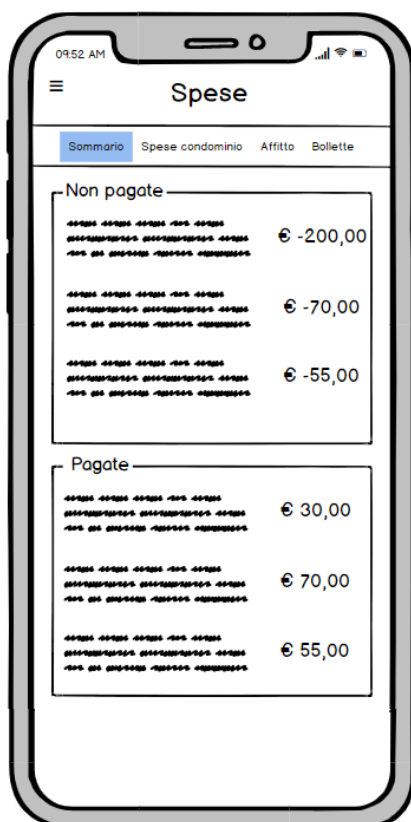 09:52 AM
Spese
Sommario Spese condominio Affitto Bollette
Non pagate
€ -200,00
€ -70,00
€ -55,00
Pagate
€ 30,00
€ 70,00
€ 55,00